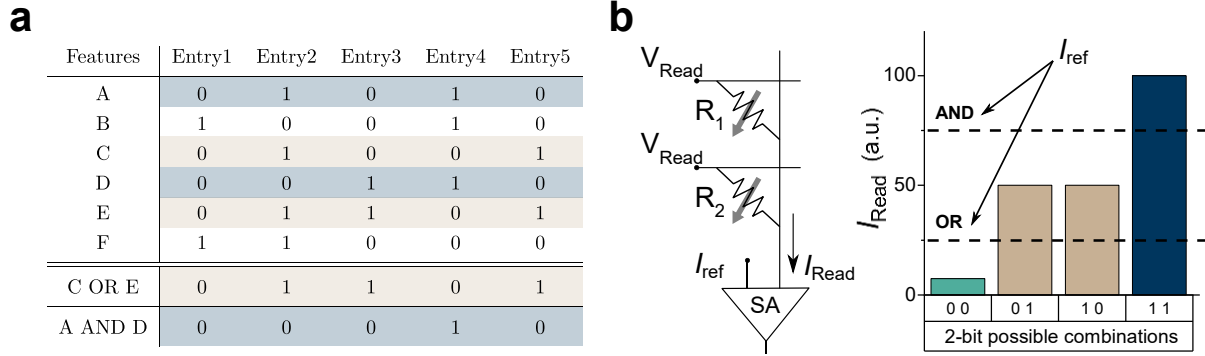 a
Features Entry1 Entry2 Entry3 Entry4 Entry5
A 0 1 0 1 0
B 1 0 0 1 0
C 0 1 0 0 1
D 0 0 1 1 0
E 0 1 1 0 1
F 1 1 0 0 0
C OR E 0 1 1 0 1
A AND D 0 0 0 1 0
b
V_Read
R_1
V_Read
R_2
I_ref
I_Read
SA
I_Read (a.u.)
100
50
0
I_ref
AND
OR
0 0 0 1 1 0 1 1
2-bit possible combinations